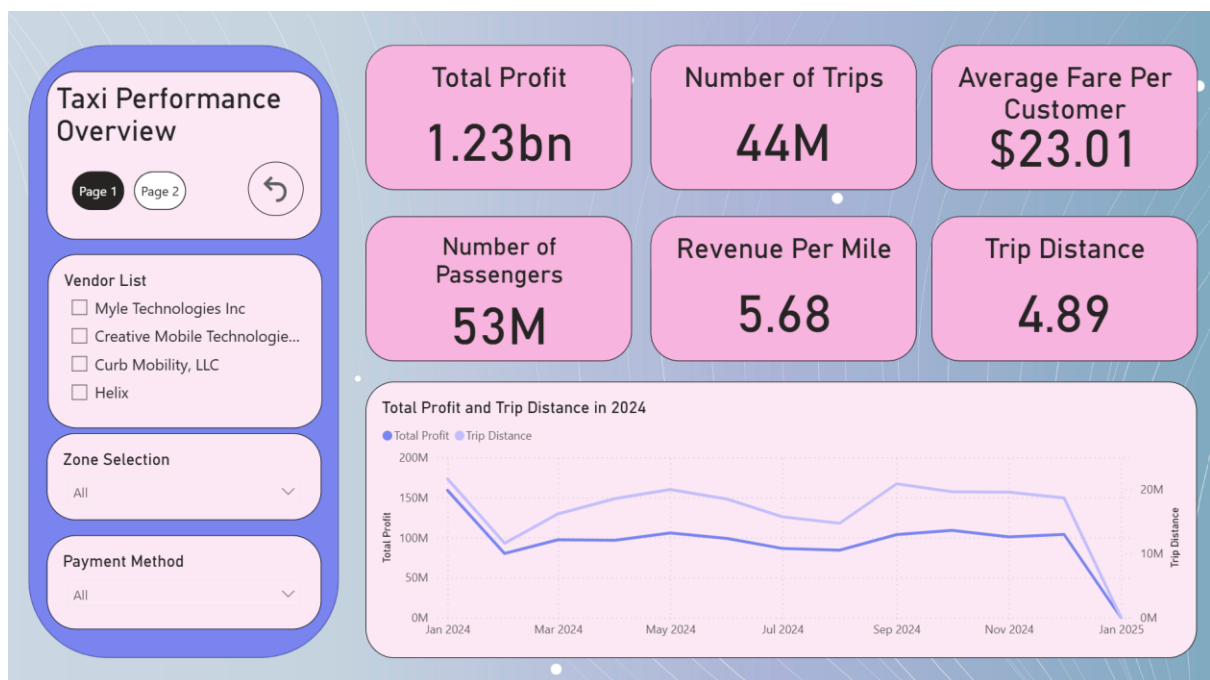 Taxi Performance
Overview
Page 1
Page 2
Vendor List
Myle Technologies Inc
Creative Mobile Technologie...
Curb Mobility, LLC
Helix
Zone Selection
All
Payment Method
All
Total Profit
1.23bn
Number of Trips
44M
Average Fare Per
Customer
$23.01
Number of
Passengers
53M
Revenue Per Mile
5.68
Trip Distance
4.89
Total Profit and Trip Distance in 2024
Total Profit
Trip Distance
Total Profit
200M
150M
100M
50M
0M
20M
10M
0M
Trip Distance
Jan 2024
Mar 2024
May 2024
Jul 2024
Sep 2024
Nov 2024
Jan 2025